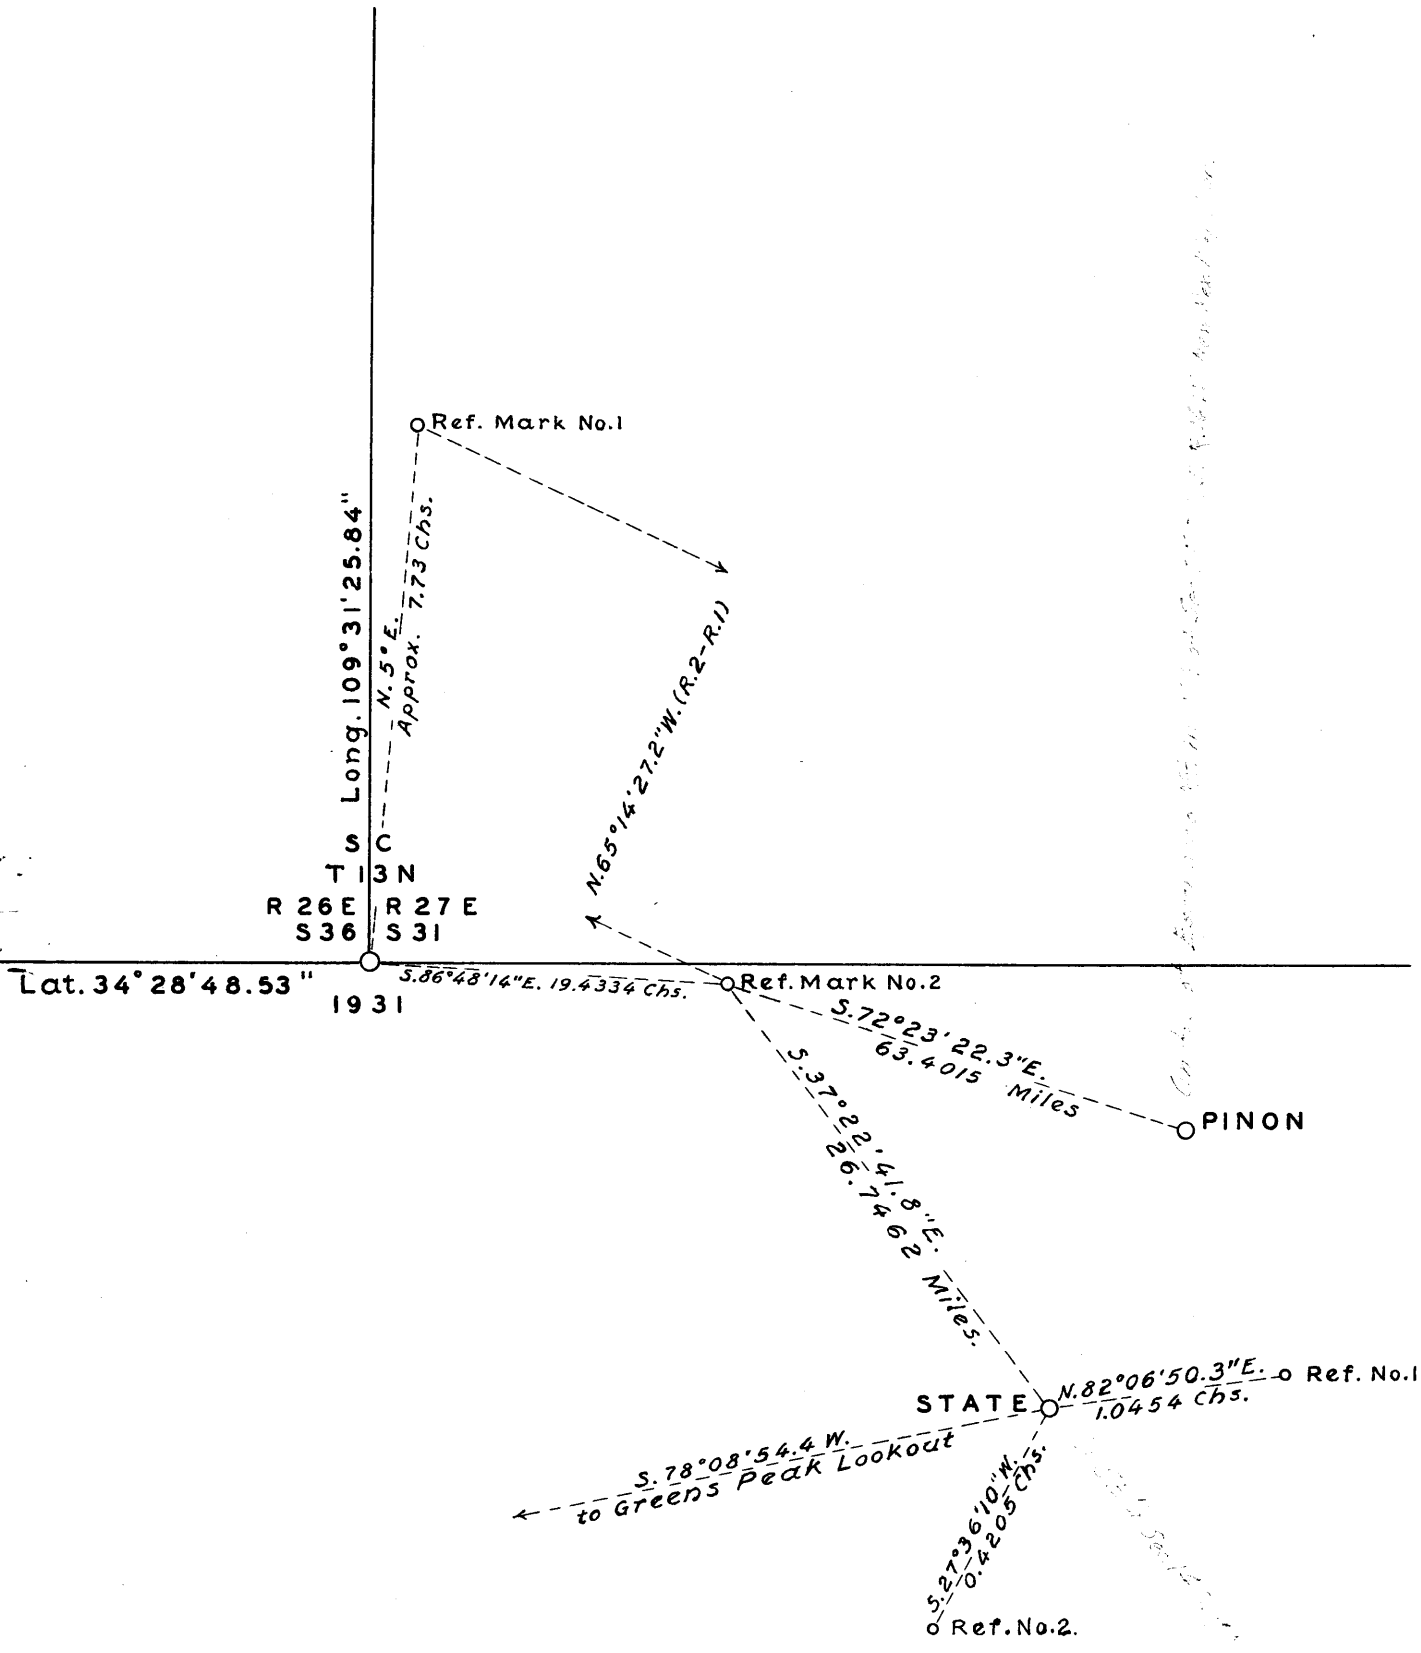 Ref. Mark No.1
Long. 109°31'25.84"
N.5°E.
Approx. 7.73 Chs.
N.65°14'27.2"W.(R.2-R.1)
S C
T 13 N
R 26 E R 27 E
S 36 S 31
Lat. 34° 28' 48.53"
1931
S.86°48'14"E. 19.4334 Chs.
Ref. Mark No.2
S.72°23'22.3"E.
63.4015 Miles
PINON
S.37°22'41.8"E.
26.7462 Miles.
STATE
N.82°06'50.3"E.
1.0454 Chs.
Ref. No.1
S.78°08'54.4 W.
to Greens Peak Lookout
S.27°36'10"W.
0.4205 Chs.
Ref. No.2.